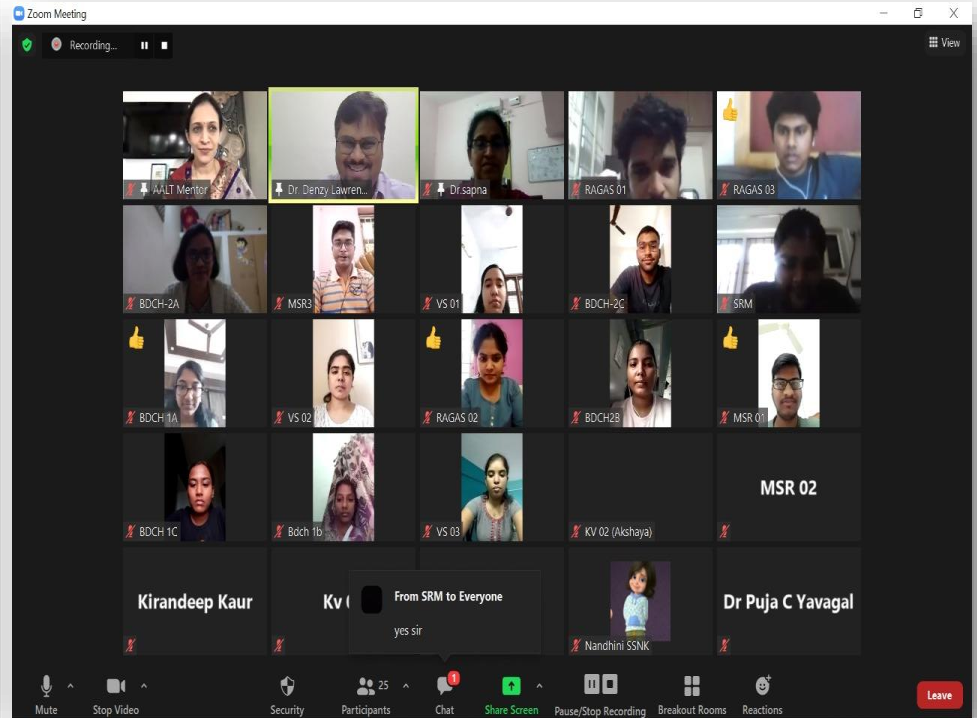 Zoom Meeting
Recording...
View
AALT Mentor
Dr. Denzy Lawren...
Dr.sapna
RAGAS 01
RAGAS 03
BDCH-2A
MSR3
VS 01
BDCH-2C
SRM
BDCH 1A
VS 02
RAGAS 02
BDCH2B
MSR 01
BDCH 1C
Bdch 1b
VS 03
KV 02 (Akshaya)
MSR 02
Kirandeep Kaur
Kv
From SRM to Everyone
yes sir
Nandhini SSNK
Dr Puja C Yavagal
25
1
Mute
Stop Video
Security
Participants
Chat
Share Screen
Pause/Stop Recording
Breakout Rooms
Reactions
Leave